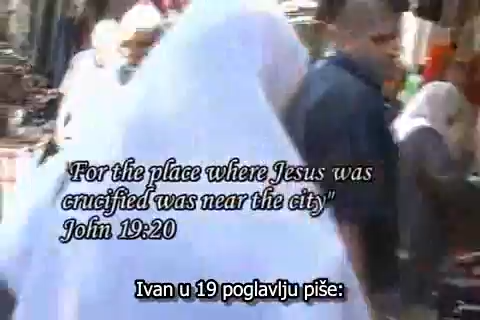 "For the place where Jesus was
crucified was near the city"
John 19:20
Ivan u 19 poglavlju piše: